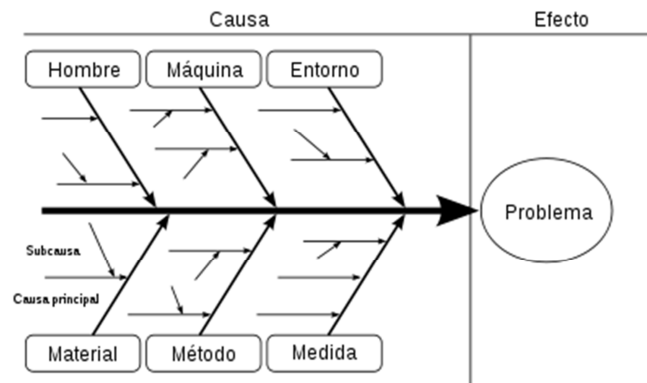 Causa
Efecto
Hombre
Máquina
Entorno
Problema
Subcausa
Causa principal
Material
Método
Medida